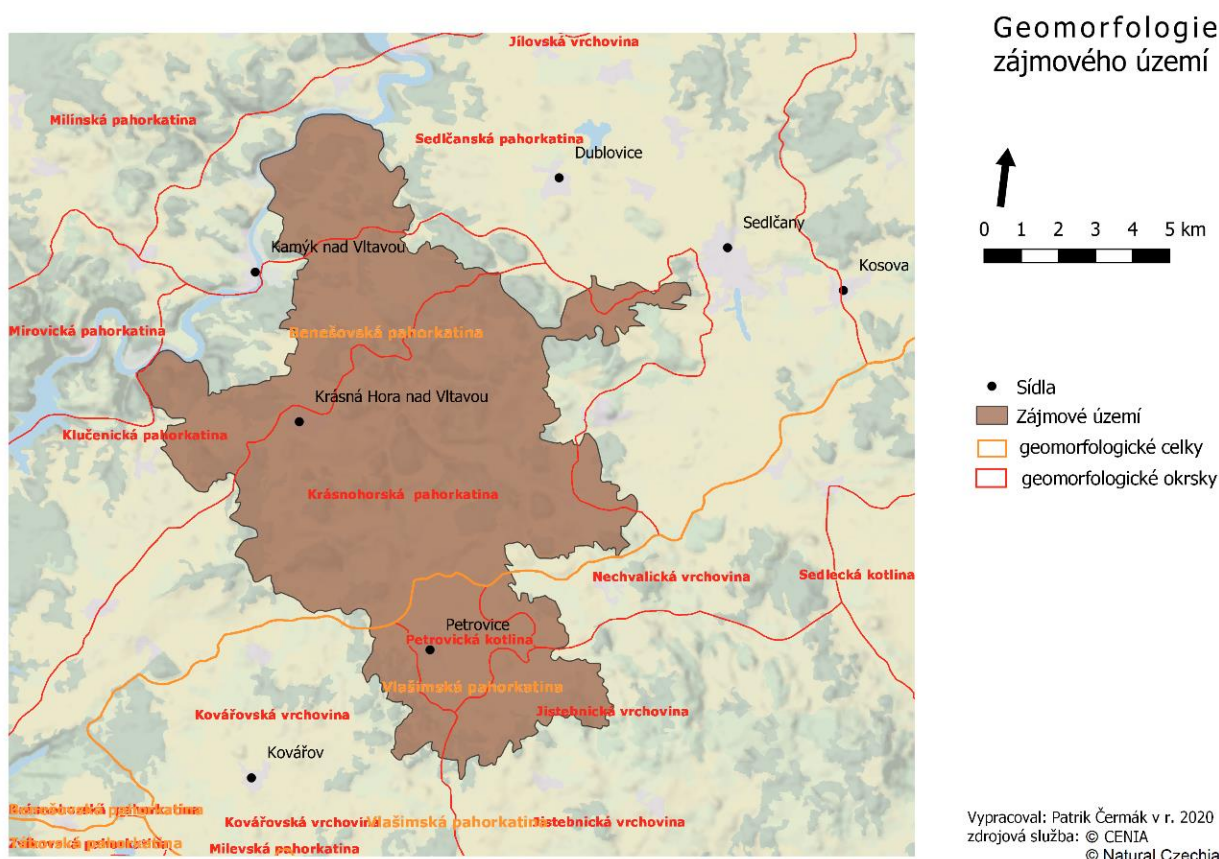 Geomorfologie
zájmového území
0 1 2 3 4 5 km
Sídla
Zájmové území
geomorfologické celky
geomorfologické okrsky
Jílovská vrchovina
Milínská pahorkatina
Sedlčanská pahorkatina
Dublovice
Sedlčany
Kamýk nad Vltavou
Kosova
Mirovická pahorkatina
Benešovská pahorkatina
Krásná Hora nad Vltavou
Klučenická pahorkatina
Krásnohorská pahorkatina
Nechvalická vrchovina
Sedlecká kotlina
Petrovice
Petrovická kotlina
Vlašimská pahorkatina
Kovářovská vrchovina
Jistebnická vrchovina
Kovářov
pahorkatina
Kovářovská vrchovina
Vlašimská pahorkatina
Jistebnická vrchovina
pahorkatina
Milevská pahorkatina
Vypracoval: Patrik Čermák v r. 2020
zdrojová služba: © CENIA
© Natural Czechia